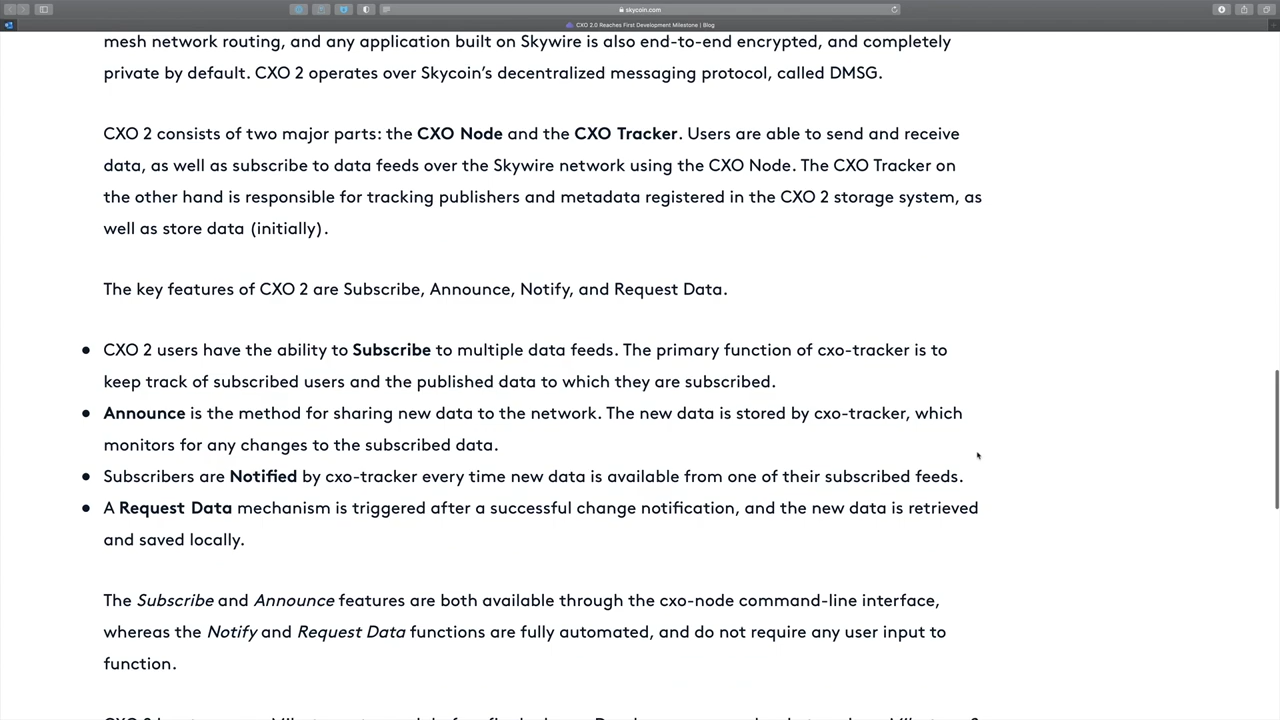 skycoin.com
CXO 2.0 Reaches First Development Milestone | Blog
mesh network routing, and any application built on Skywire is also end-to-end encrypted, and completely
private by default. CXO 2 operates over Skycoin’s decentralized messaging protocol, called DMSG.
CXO 2 consists of two major parts: the CXO Node and the CXO Tracker. Users are able to send and receive
data, as well as subscribe to data feeds over the Skywire network using the CXO Node. The CXO Tracker on
the other hand is responsible for tracking publishers and metadata registered in the CXO 2 storage system, as
well as store data (initially).
The key features of CXO 2 are Subscribe, Announce, Notify, and Request Data.
● CXO 2 users have the ability to Subscribe to multiple data feeds. The primary function of cxo-tracker is to
keep track of subscribed users and the published data to which they are subscribed.
● Announce is the method for sharing new data to the network. The new data is stored by cxo-tracker, which
monitors for any changes to the subscribed data.
● Subscribers are Notified by cxo-tracker every time new data is available from one of their subscribed feeds.
● A Request Data mechanism is triggered after a successful change notification, and the new data is retrieved
and saved locally.
The Subscribe and Announce features are both available through the cxo-node command-line interface,
whereas the Notify and Request Data functions are fully automated, and do not require any user input to
function.